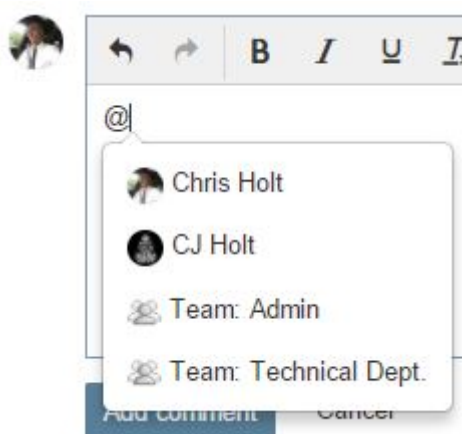 B I U T
@
Chris Holt
CJ Holt
Team: Admin
Team: Technical Dept.
Add comment Cancel